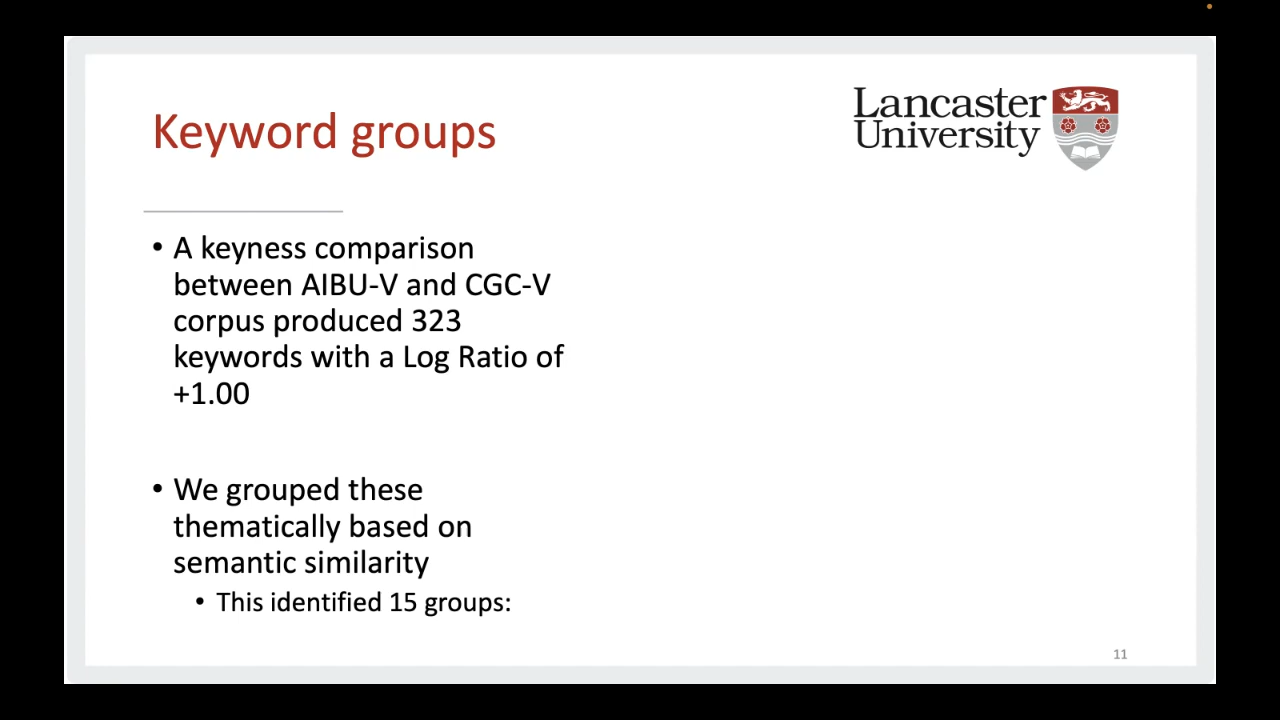 Keyword groups
Lancaster
University
• A keyness comparison
between AIBU-V and CGC-V
corpus produced 323
keywords with a Log Ratio of
+1.00
• We grouped these
thematically based on
semantic similarity
• This identified 15 groups:
11